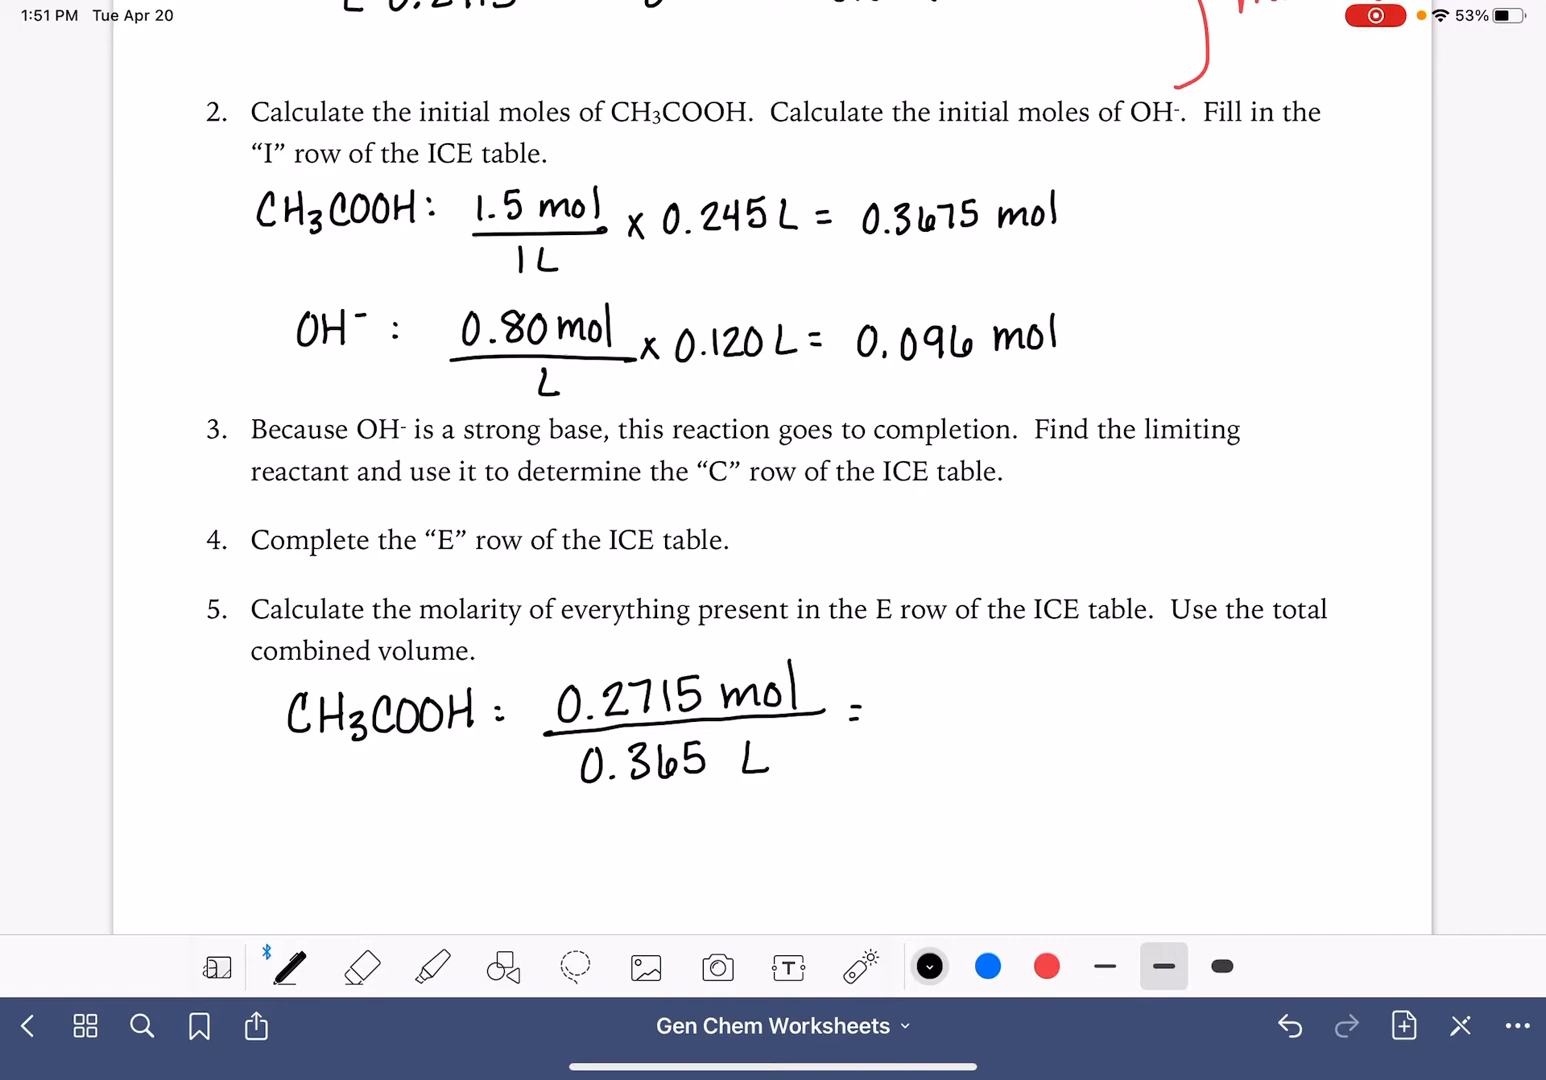 1:51 PM Tue Apr 20
53%
2. Calculate the initial moles of CH3COOH. Calculate the initial moles of OH-. Fill in the
“I” row of the ICE table.
CH3COOH: 1.5 mol / 1 L x 0.245 L = 0.3675 mol
OH- : 0.80 mol / L x 0.120 L = 0.096 mol
3. Because OH- is a strong base, this reaction goes to completion. Find the limiting
reactant and use it to determine the “C” row of the ICE table.
4. Complete the “E” row of the ICE table.
5. Calculate the molarity of everything present in the E row of the ICE table. Use the total
combined volume.
CH3COOH: 0.2715 mol / 0.365 L =
Gen Chem Worksheets